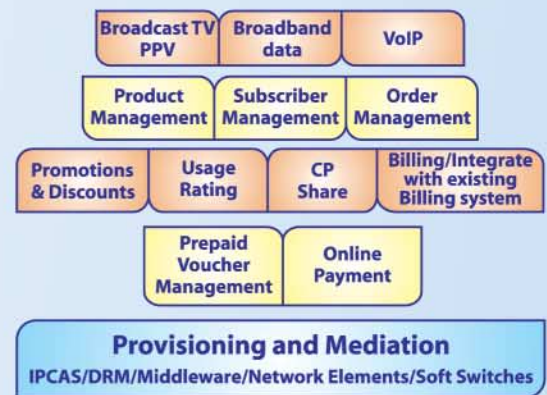 Broadcast TV
PPV
Broadband
data
VoIP
Product
Management
Subscriber
Management
Order
Management
Promotions
& Discounts
Usage
Rating
CP
Share
Billing/Integrate
with existing
Billing system
Prepaid
Voucher
Management
Online
Payment
Provisioning and Mediation
IPCAS/DRM/Middleware/Network Elements/Soft Switches